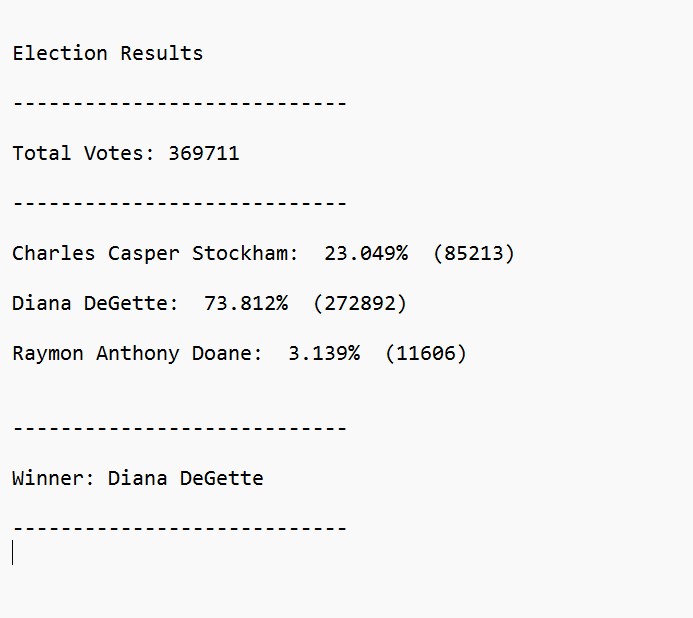 Election Results
----------------------------
Total Votes: 369711
----------------------------
Charles Casper Stockham:  23.049%  (85213)
Diana DeGette:  73.812%  (272892)
Raymon Anthony Doane:  3.139%  (11606)
----------------------------
Winner: Diana DeGette
----------------------------